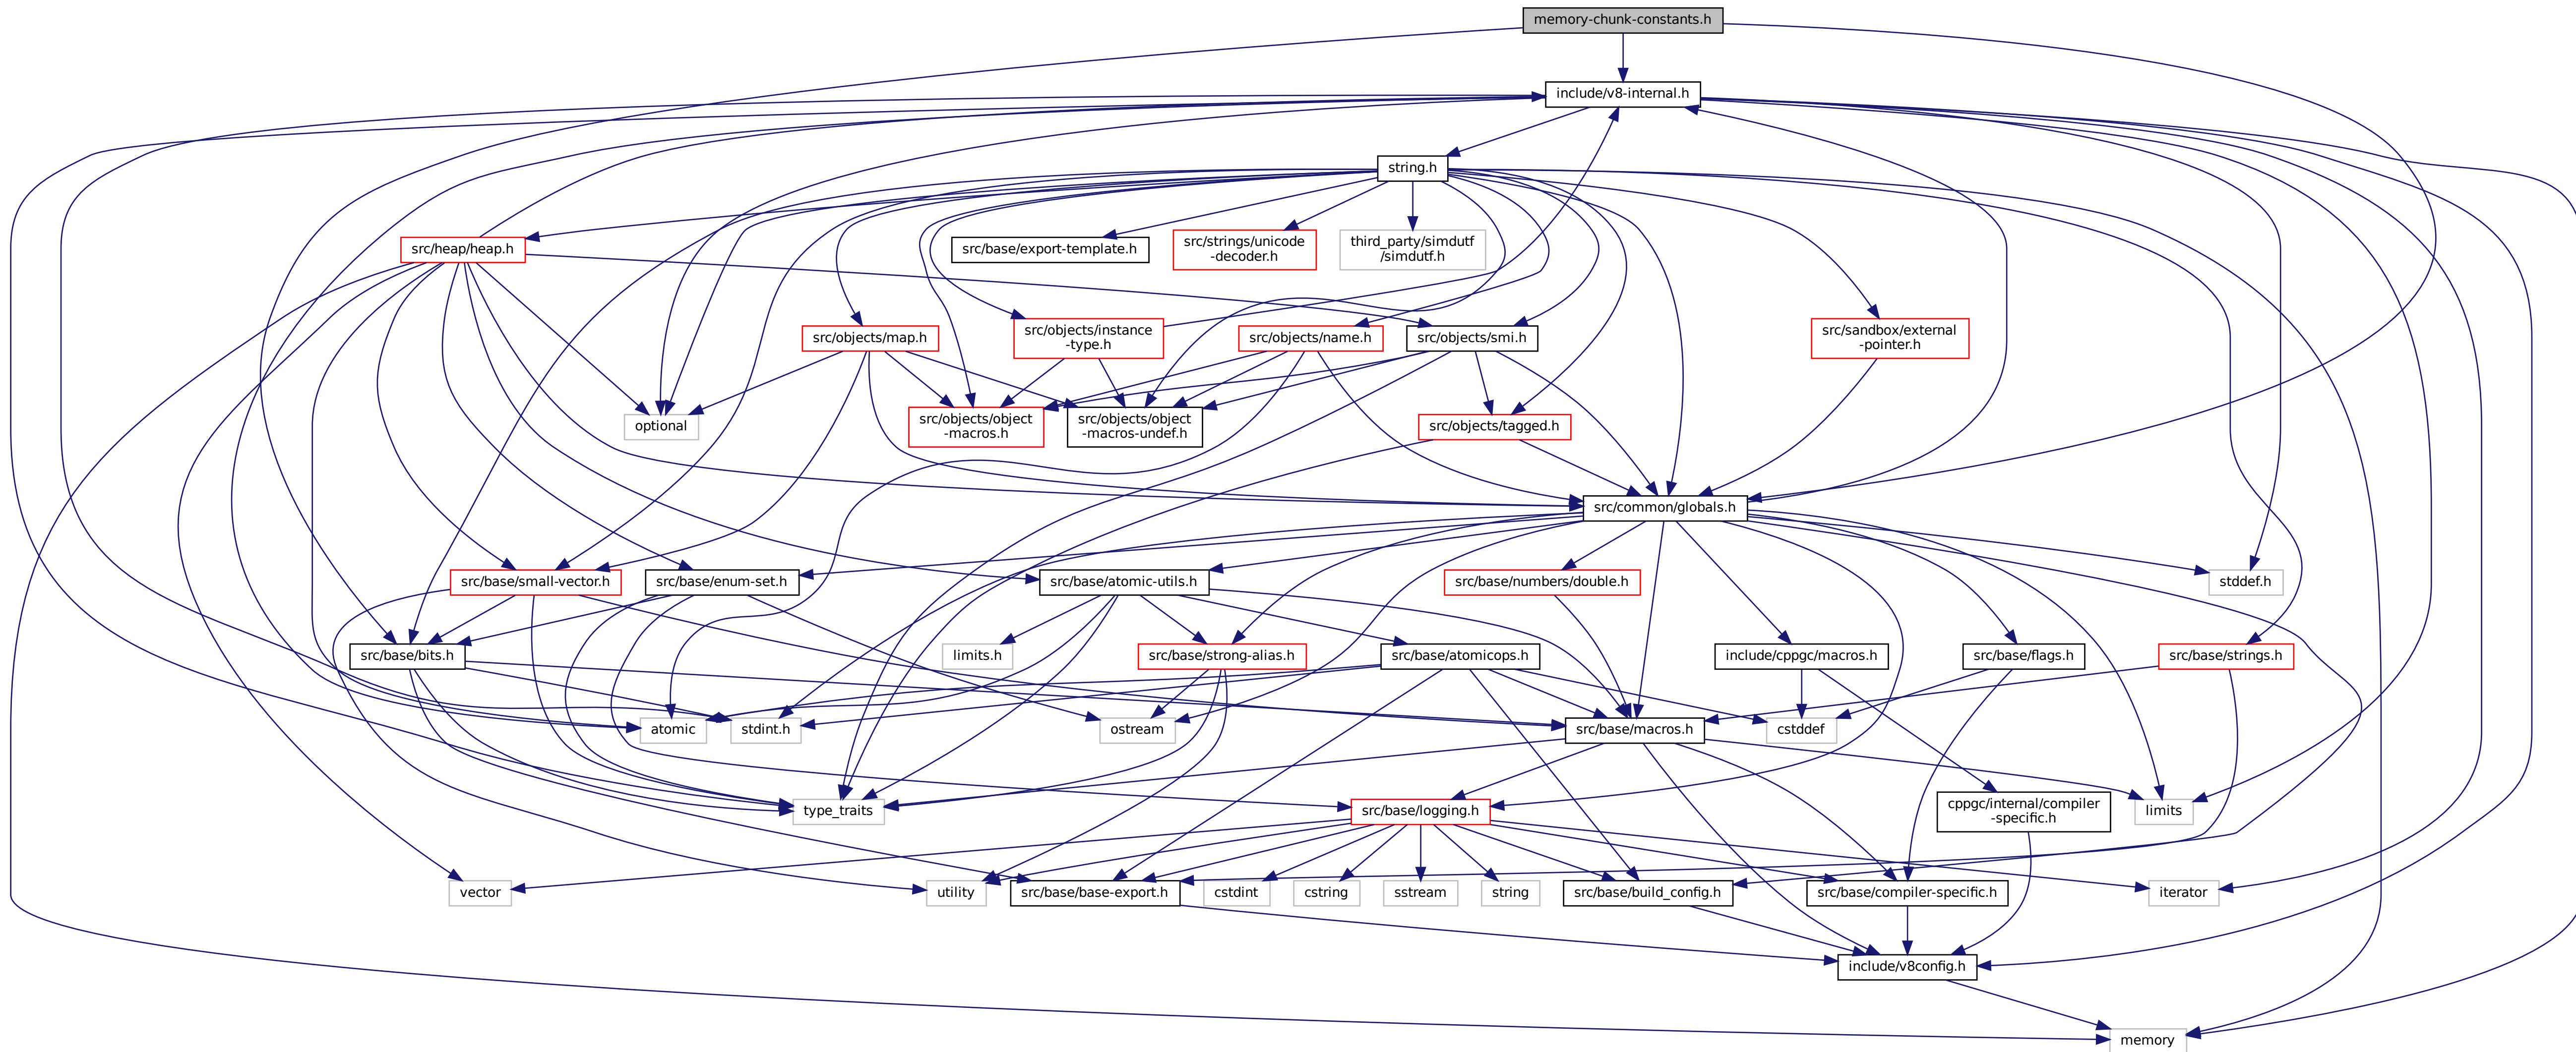 memory-chunk-constants.h
include/v8-internal.h
string.h
src/heap/heap.h
src/base/export-template.h
src/strings/unicode
-decoder.h
third_party/simdutf
/simdutf.h
src/objects/map.h
src/objects/instance
-type.h
src/objects/name.h
src/objects/smi.h
src/sandbox/external
-pointer.h
optional
src/objects/object
-macros.h
src/objects/object
-macros-undef.h
src/objects/tagged.h
src/common/globals.h
src/base/small-vector.h
src/base/enum-set.h
src/base/atomic-utils.h
src/base/numbers/double.h
stddef.h
src/base/bits.h
limits.h
src/base/strong-alias.h
src/base/atomicops.h
include/cppgc/macros.h
src/base/flags.h
src/base/strings.h
atomic
stdint.h
ostream
src/base/macros.h
cstddef
type_traits
src/base/logging.h
cppgc/internal/compiler
-specific.h
limits
vector
utility
src/base/base-export.h
cstdint
cstring
sstream
string
src/base/build_config.h
src/base/compiler-specific.h
iterator
include/v8config.h
memory